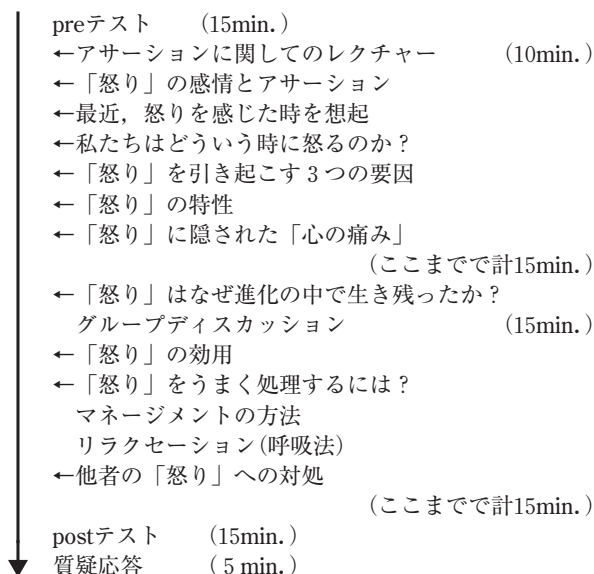 preテスト (15min.)
←アサーションに関してのレクチャー (10min.)
←「怒り」の感情とアサーション
←最近，怒りを感じた時を想起
←私たちはどういう時に怒るのか？
←「怒り」を引き起こす3つの要因
←「怒り」の特性
←「怒り」に隠された「心の痛み」
(ここまでで計15min.)
←「怒り」はなぜ進化の中で生き残ったか？
グループディスカッション (15min.)
←「怒り」の効用
←「怒り」をうまく処理するには？
マネージメントの方法
リラクセーション(呼吸法)
←他者の「怒り」への対処
(ここまでで計15min.)
postテスト (15min.)
質疑応答 (5min.)